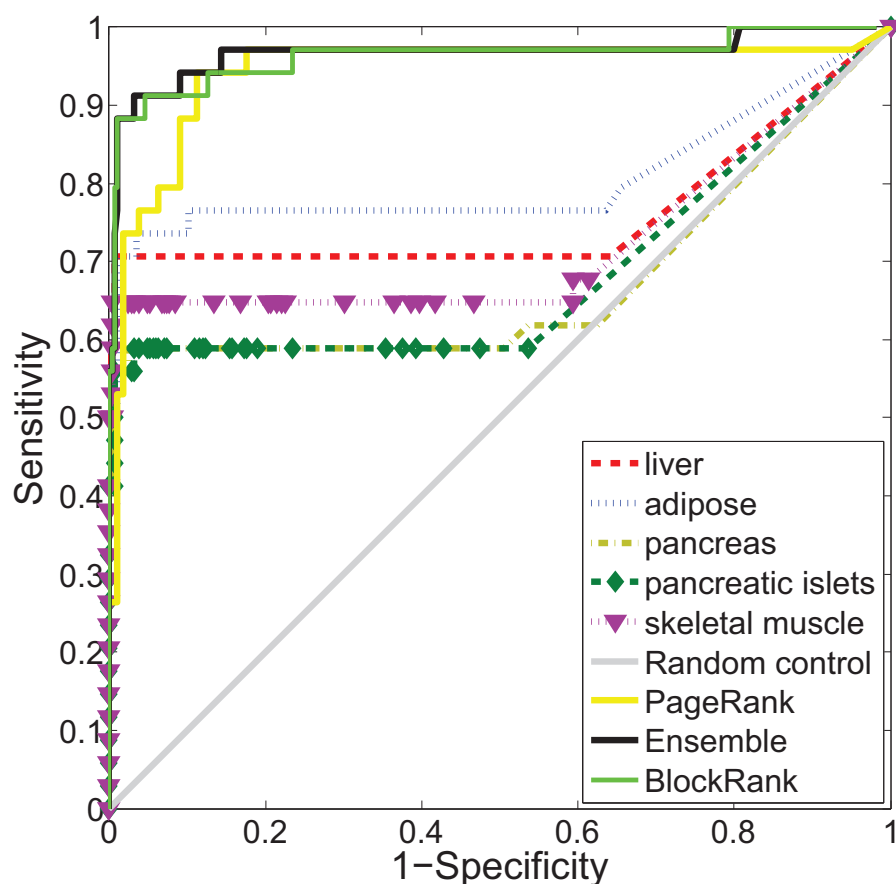 1
0.9
0.8
0.7
0.6
0.5
0.4
0.3
0.2
0.1
0
Sensitivity
0
0.2
0.4
0.6
0.8
1
1−Specificity
liver
adipose
pancreas
pancreatic islets
skeletal muscle
Random control
PageRank
Ensemble
BlockRank